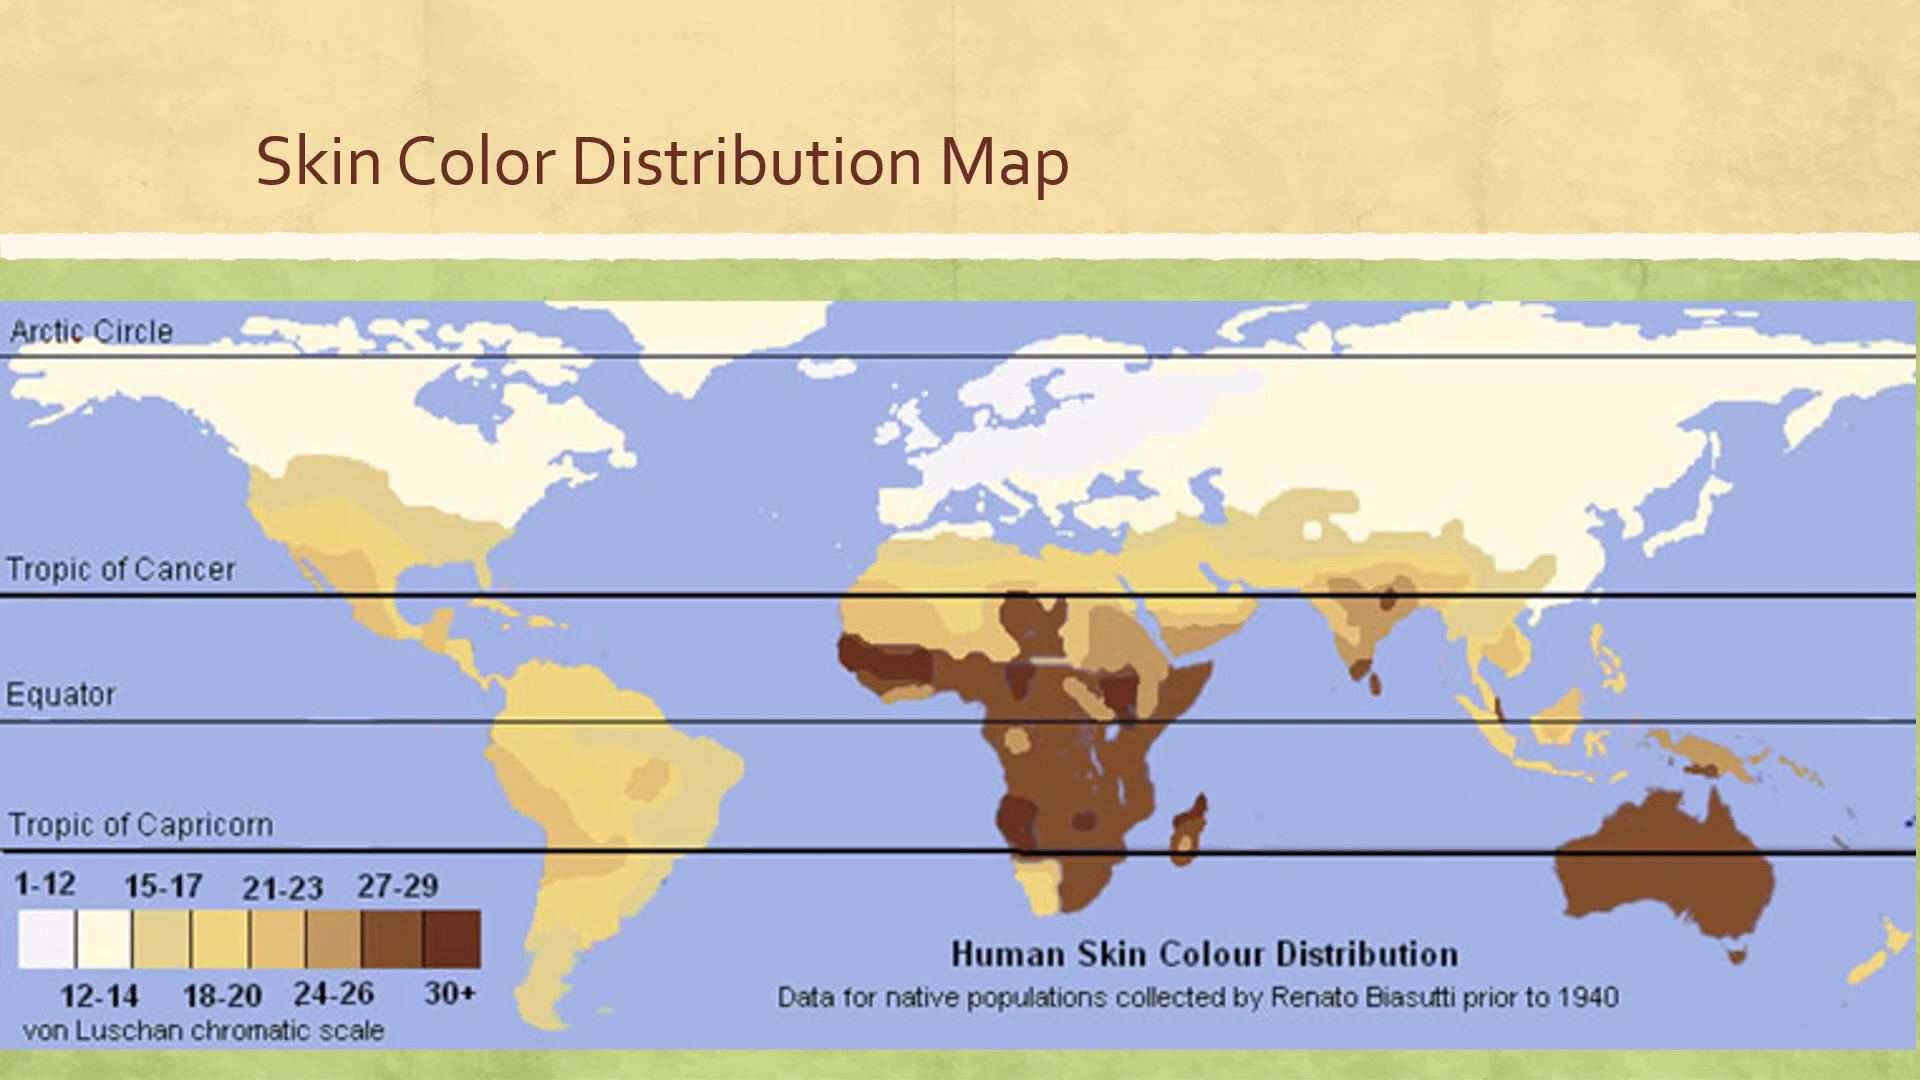 Skin Color Distribution Map
Arctic Circle
Tropic of Cancer
Equator
Tropic of Capricorn
1-12 15-17 21-23 27-29
12-14 18-20 24-26 30+
von Luschan chromatic scale
Human Skin Colour Distribution
Data for native populations collected by Renato Biasutti prior to 1940